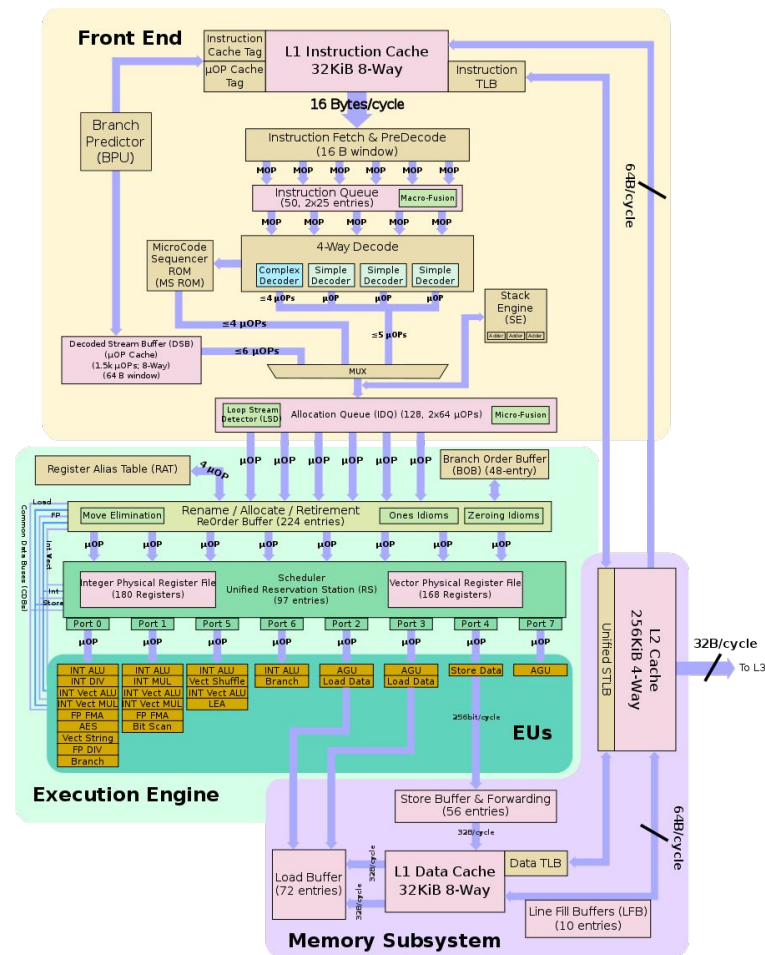 Front End
Instruction
Cache Tag
µOP Cache
Tag
L1 Instruction Cache
32KiB 8-Way
Instruction
TLB
16 Bytes/cycle
Branch
Predictor
(BPU)
Instruction Fetch & PreDecode
(16 B window)
MOP MOP MOP MOP MOP MOP
Instruction Queue
(50, 2x25 entries)
Macro-Fusion
MOP MOP MOP MOP MOP
64B/cycle
4-Way Decode
MicroCode
Sequencer
ROM
(MS ROM)
Complex
Decoder
Simple
Decoder
Simple
Decoder
Simple
Decoder
≤4 µOPs µOP µOP µOP
Stack
Engine
(SE)
Adder Adder Adder
≤4 µOPs
≤5 µOPs
Decoded Stream Buffer (DSB)
(µOP Cache)
(1.5k µOPs; 8-Way)
(64 B window)
≤6 µOPs
MUX
Loop Stream
Detector (LSD)
Allocation Queue (IDQ) (128, 2x64 µOPs)
Micro-Fusion
Register Alias Table (RAT)
4 µOP
µOP µOP µOP µOP µOP µOP
Branch Order Buffer
(BOB) (48-entry)
Load
FP
Common Data Buses (CDBs)
Int Vect
Int
Store
Move Elimination
Rename / Allocate / Retirement
ReOrder Buffer (224 entries)
Ones Idioms
Zeroing Idioms
µOP µOP µOP µOP µOP µOP µOP µOP
Integer Physical Register File
(180 Registers)
Scheduler
Unified Reservation Station (RS)
(97 entries)
Vector Physical Register File
(168 Registers)
Port 0 Port 1 Port 5 Port 6 Port 2 Port 3 Port 4 Port 7
µOP µOP µOP µOP µOP µOP µOP µOP
INT ALU
INT DIV
INT Vect ALU
INT Vect MUL
FP FMA
AES
Vect String
FP DIV
Branch
INT ALU
INT MUL
INT Vect ALU
INT Vect MUL
FP FMA
Bit Scan
INT ALU
Vect Shuffle
INT Vect ALU
LEA
INT ALU
Branch
AGU
Load Data
AGU
Load Data
Store Data
AGU
256bit/cycle
EUs
Execution Engine
Unified STLB
L2 Cache
256KiB 4-Way
32B/cycle
To L3
Store Buffer & Forwarding
(56 entries)
32B/cycle
64B/cycle
Load Buffer
(72 entries)
32B/cycle
32B/cycle
L1 Data Cache
32KiB 8-Way
Data TLB
Line Fill Buffers (LFB)
(10 entries)
Memory Subsystem